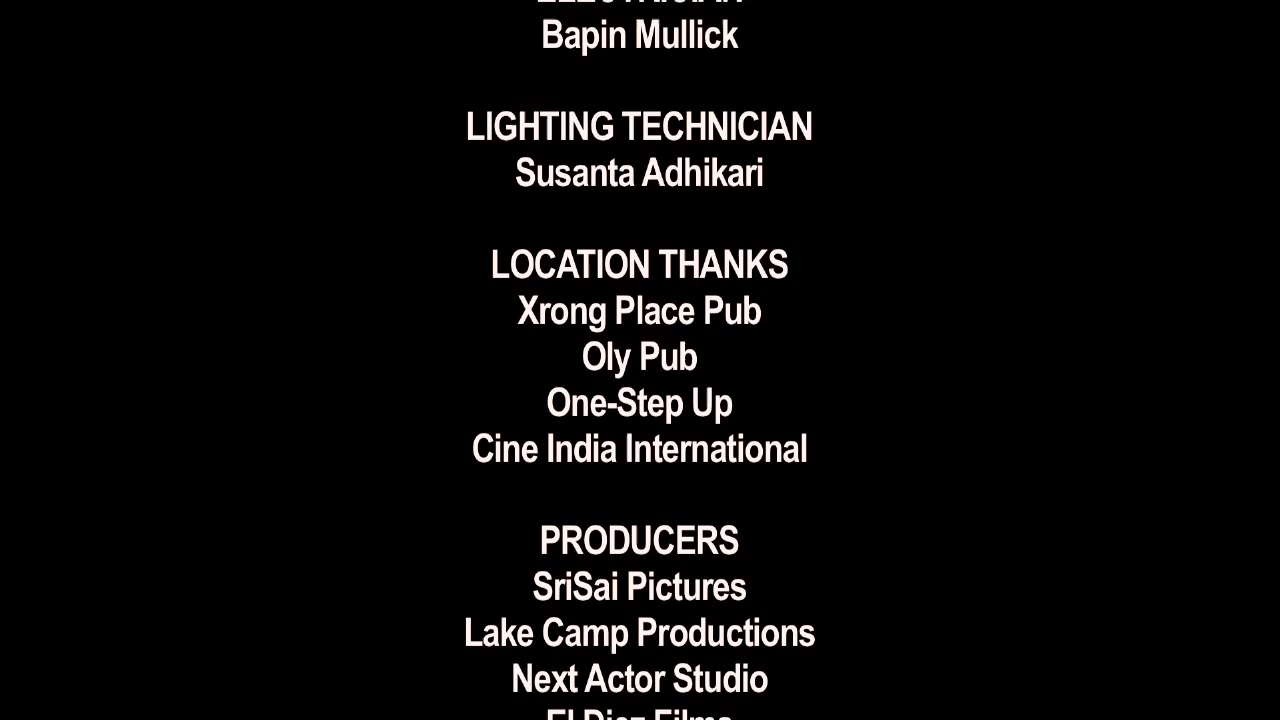 Bapin Mullick
LIGHTING TECHNICIAN
Susanta Adhikari
LOCATION THANKS
Xrong Place Pub
Oly Pub
One-Step Up
Cine India International
PRODUCERS
SriSai Pictures
Lake Camp Productions
Next Actor Studio